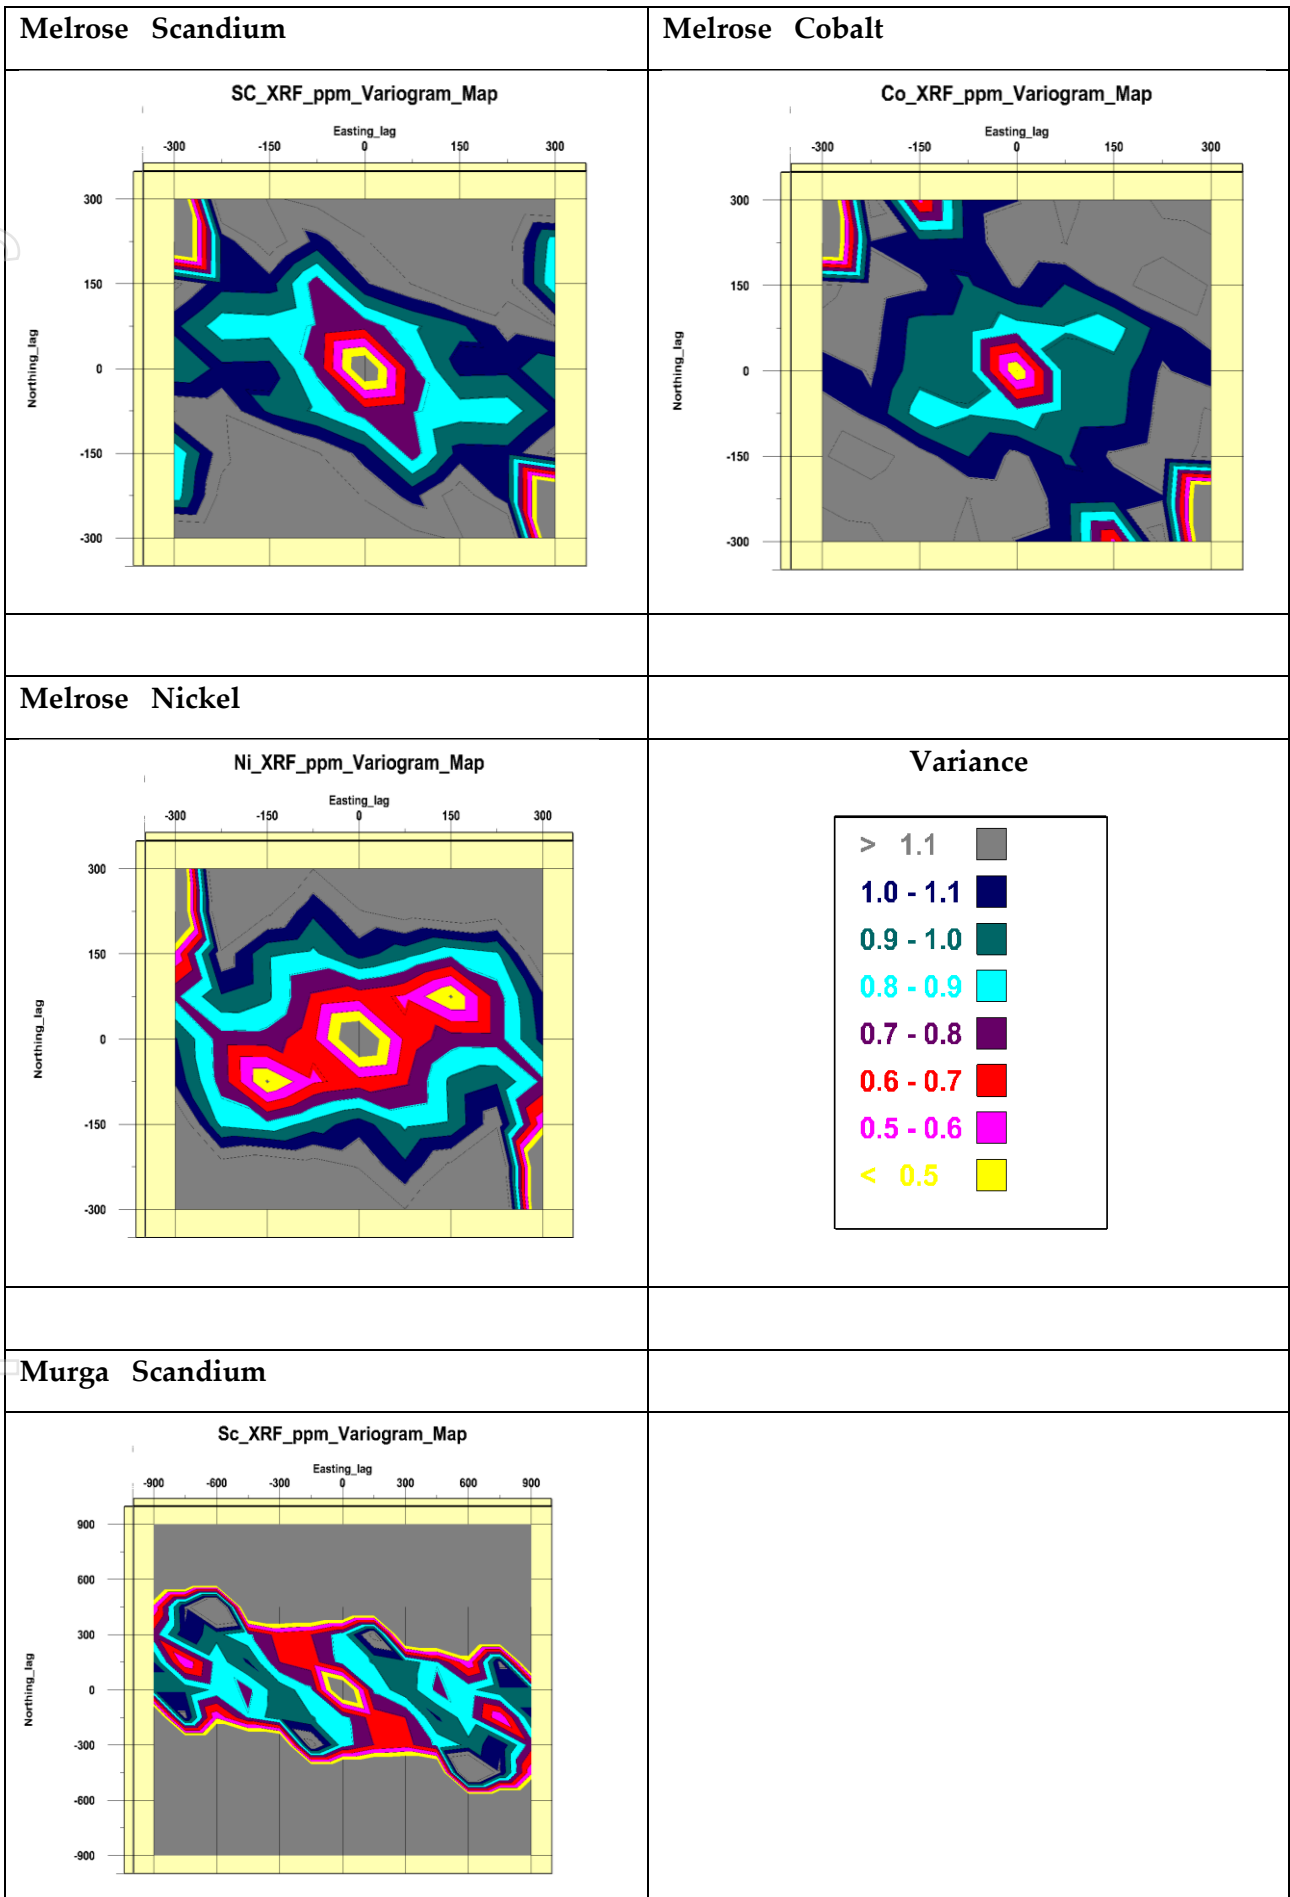 Melrose Scandium
Melrose Cobalt
SC_XRF_ppm_Variogram_Map
Easting_lag
-300 -150 0 150 300
300
150
0
-150
-300
Northing_lag
Co_XRF_ppm_Variogram_Map
Easting_lag
-300 -150 0 150 300
300
150
0
-150
-300
Northing_lag
Melrose Nickel
Ni_XRF_ppm_Variogram_Map
Easting_lag
-300 -150 0 150 300
300
150
0
-150
-300
Northing_lag
Variance
> 1.1
1.0 - 1.1
0.9 - 1.0
0.8 - 0.9
0.7 - 0.8
0.6 - 0.7
0.5 - 0.6
< 0.5
Murga Scandium
Sc_XRF_ppm_Variogram_Map
Easting_lag
-900 -600 -300 0 300 600 900
900
600
300
0
-300
-600
-900
Northing_lag